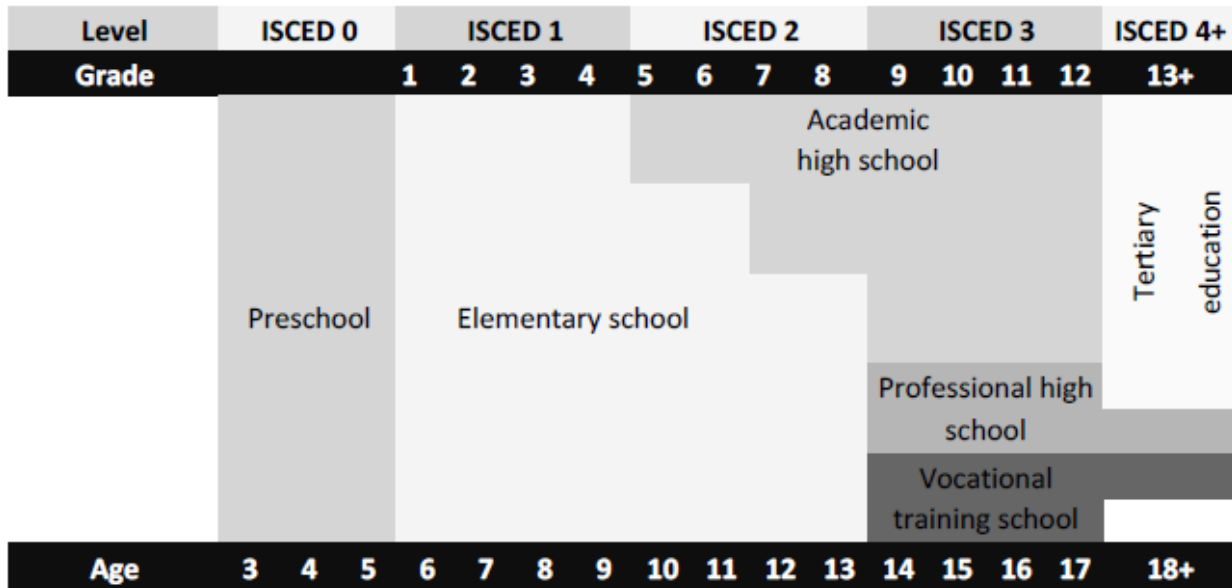 Level ISCED 0 ISCED 1 ISCED 2 ISCED 3 ISCED 4+
Grade 1 2 3 4 5 6 7 8 9 10 11 12 13+
Academic
high school
Preschool
Elementary school
Tertiary
education
Professional high
school
Vocational
training school
Age 3 4 5 6 7 8 9 10 11 12 13 14 15 16 17 18+